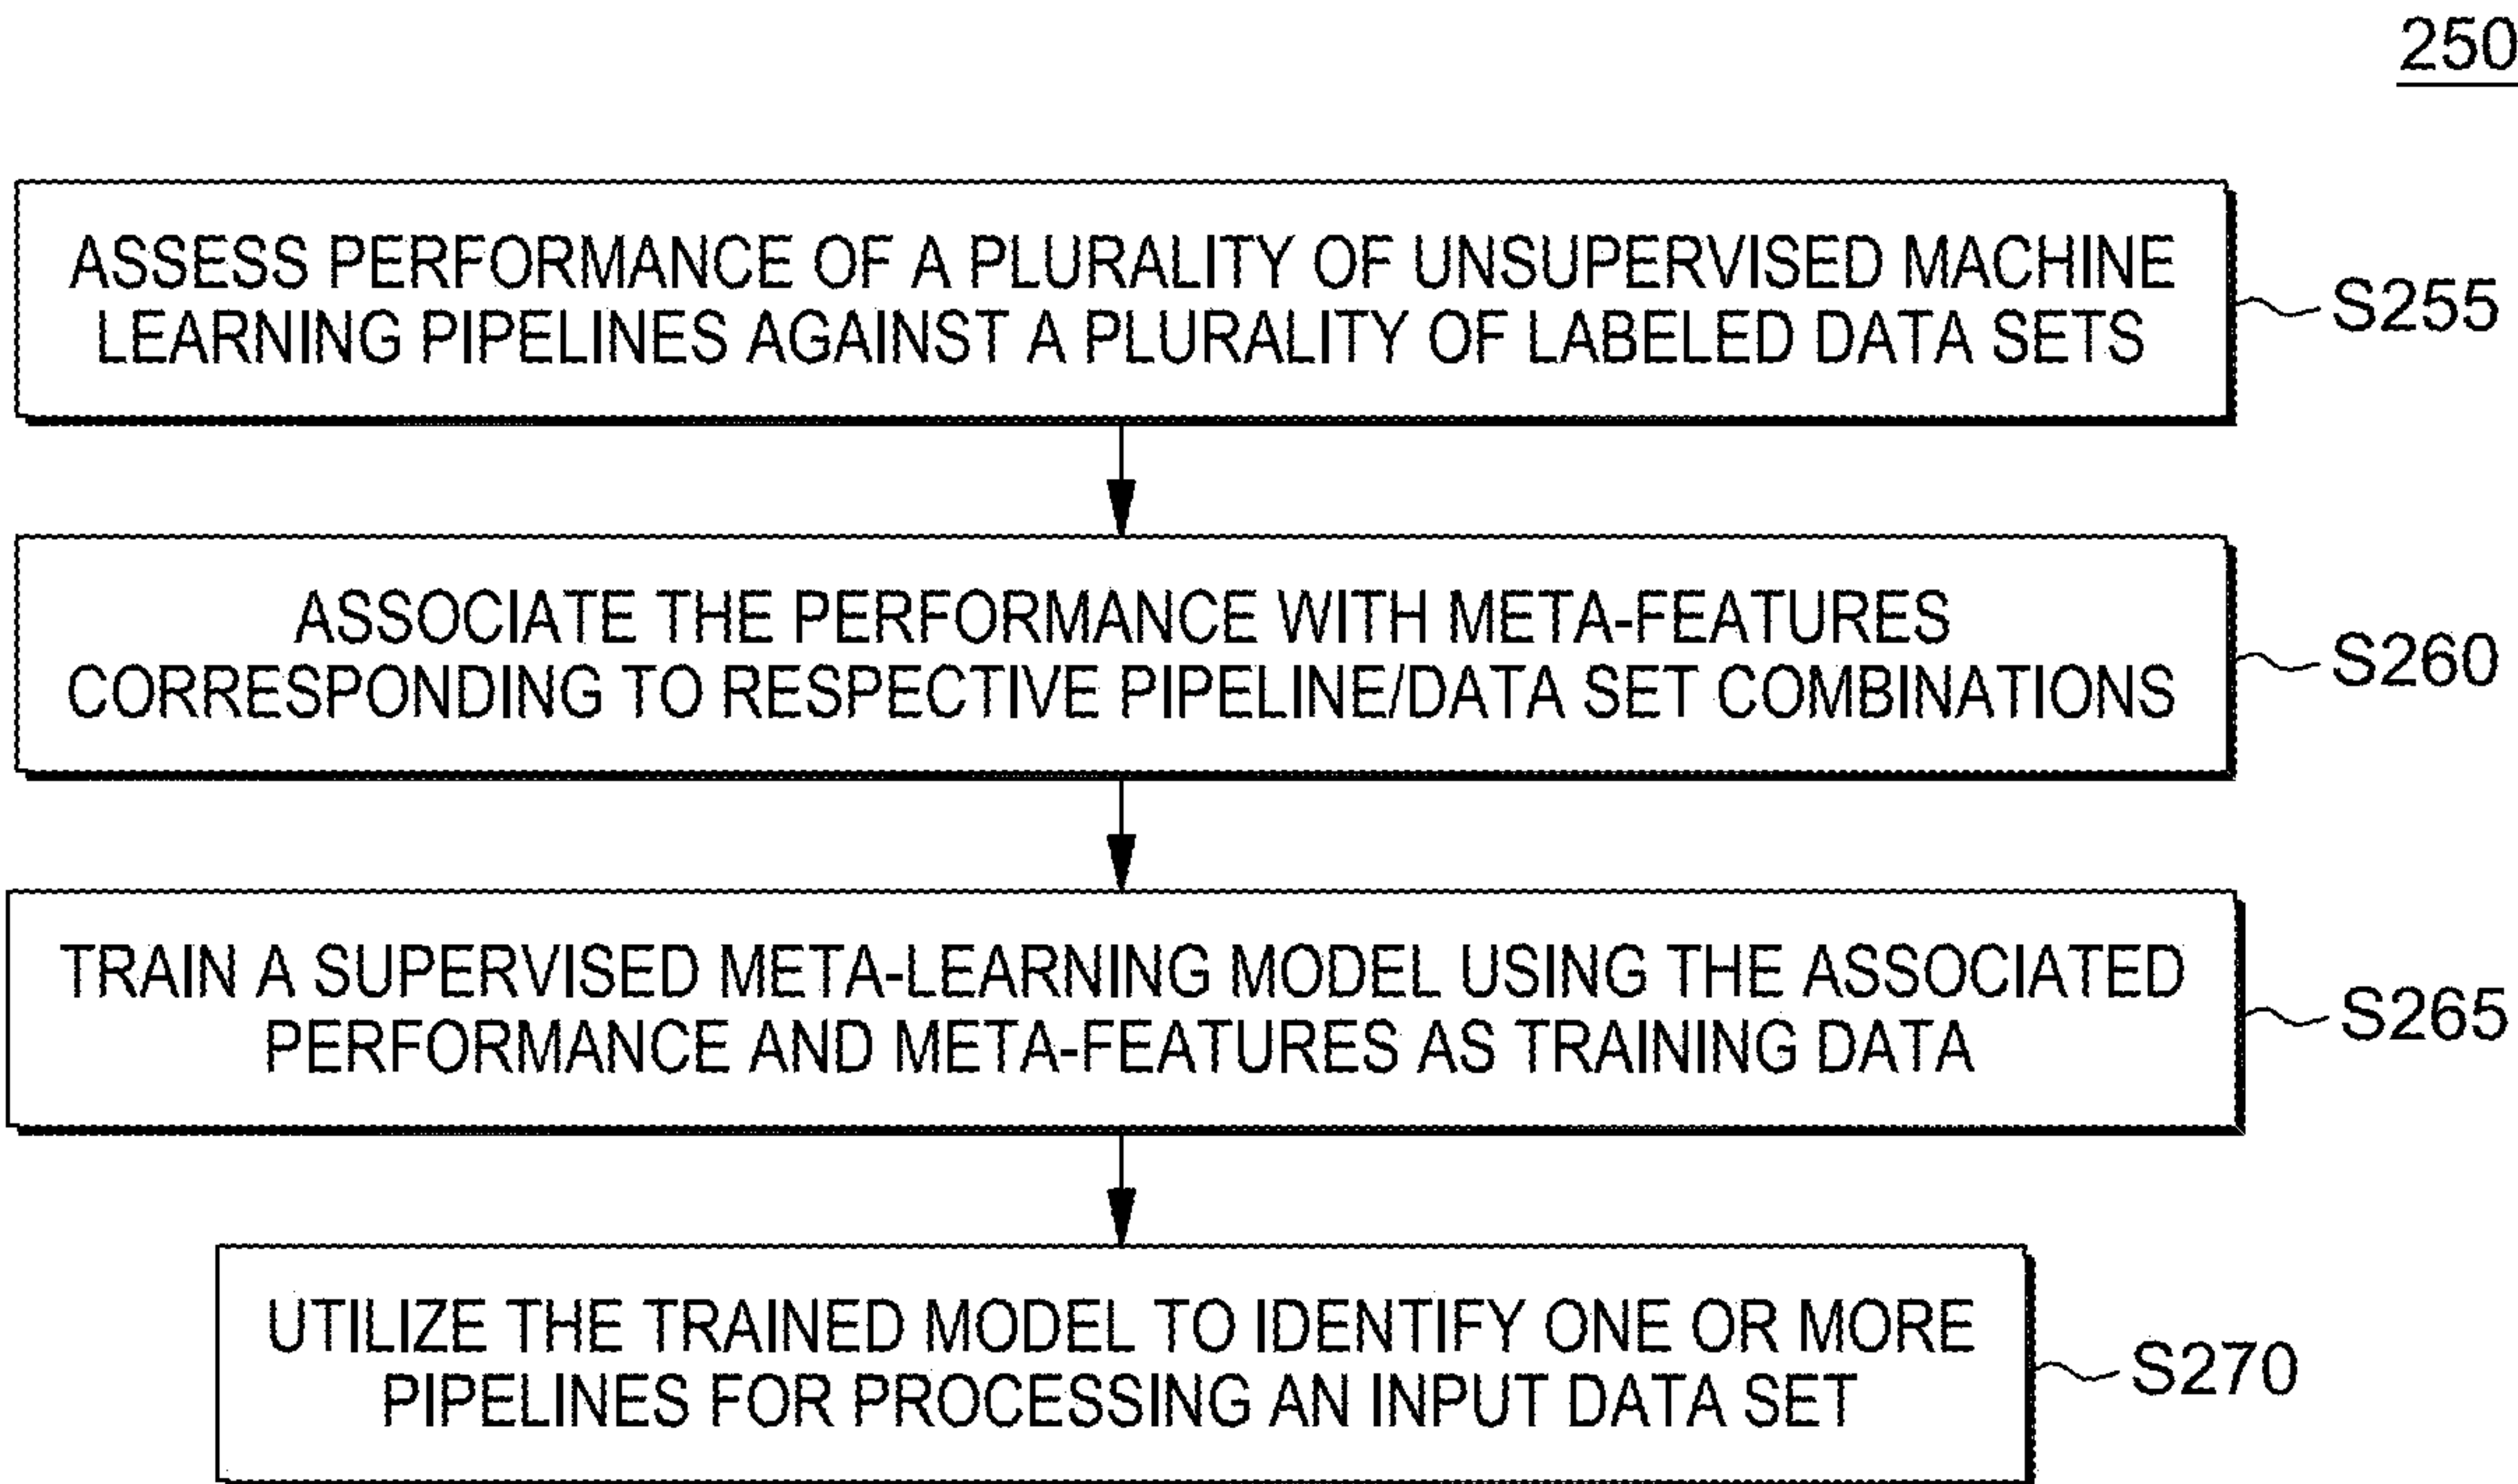 250
ASSESS PERFORMANCE OF A PLURALITY OF UNSUPERVISED MACHINE
LEARNING PIPELINES AGAINST A PLURALITY OF LABELED DATA SETS
S255
ASSOCIATE THE PERFORMANCE WITH META-FEATURES
CORRESPONDING TO RESPECTIVE PIPELINE/DATA SET COMBINATIONS
S260
TRAIN A SUPERVISED META-LEARNING MODEL USING THE ASSOCIATED
PERFORMANCE AND META-FEATURES AS TRAINING DATA
S265
UTILIZE THE TRAINED MODEL TO IDENTIFY ONE OR MORE
PIPELINES FOR PROCESSING AN INPUT DATA SET
S270